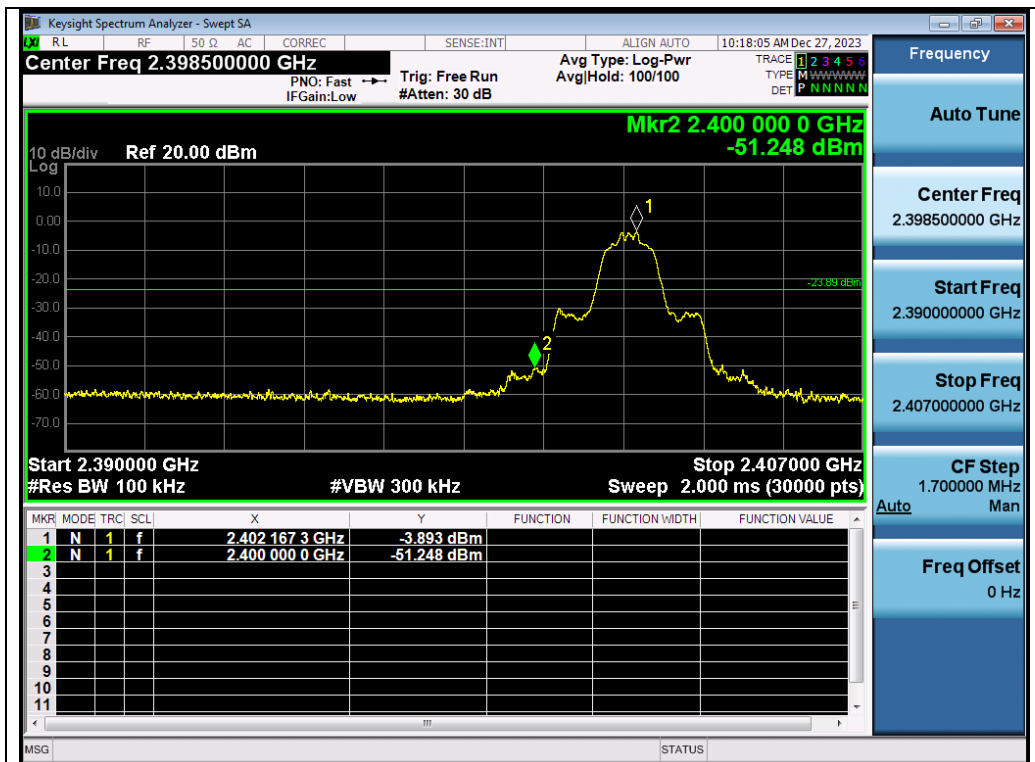 Keysight Spectrum Analyzer - Swept SA
LXI RL RF 50 Ω AC CORREC SENSE:INT ALIGN AUTO 10:18:05 AM Dec 27, 2023
Center Freq 2.398500000 GHz
PNO: Fast
IFGain:Low
Trig: Free Run
#Atten: 30 dB
Avg Type: Log-Pwr
Avg|Hold: 100/100
TRACE 1 2 3 4 5 6
TYPE M WWWWW
DET P N N N N N
Mkr2 2.400 000 0 GHz
-51.248 dBm
10 dB/div Ref 20.00 dBm
Log
10.0
0.00
-10.0
-20.0
-30.0
-40.0
-50.0
-60.0
-70.0
1
-23.89 dBm
2
Start 2.390000 GHz Stop 2.407000 GHz
#Res BW 100 kHz #VBW 300 kHz Sweep 2.000 ms (30000 pts)
MKR MODE TRC SCL X Y FUNCTION FUNCTION WIDTH FUNCTION VALUE
1 N 1 f 2.402 167 3 GHz -3.893 dBm
2 N 1 f 2.400 000 0 GHz -51.248 dBm
3
4
5
6
7
8
9
10
11
MSG STATUS
Frequency
Auto Tune
Center Freq
2.398500000 GHz
Start Freq
2.390000000 GHz
Stop Freq
2.407000000 GHz
CF Step
1.700000 MHz
Auto Man
Freq Offset
0 Hz